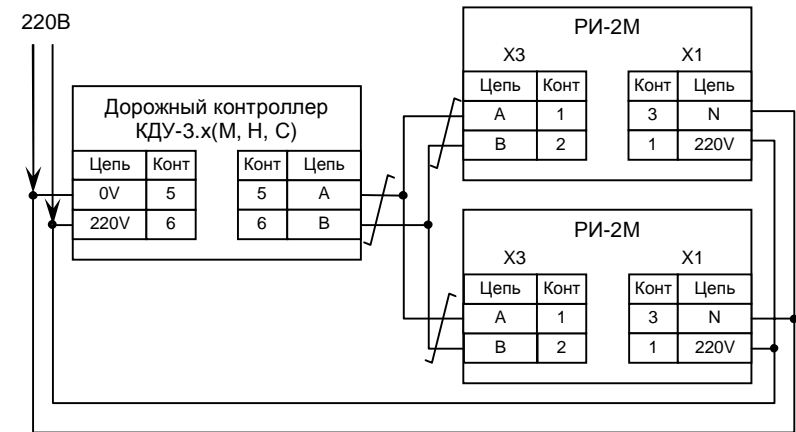 220В
РИ-2М
X3 X1
Цепь Конт Конт Цепь
A 1 3 N
B 2 1 220V
Дорожный контроллер
КДУ-3.x(М, Н, С)
Цепь Конт Конт Цепь
0V 5 5 A
220V 6 6 B
РИ-2М
X3 X1
Цепь Конт Конт Цепь
A 1 3 N
B 2 1 220V